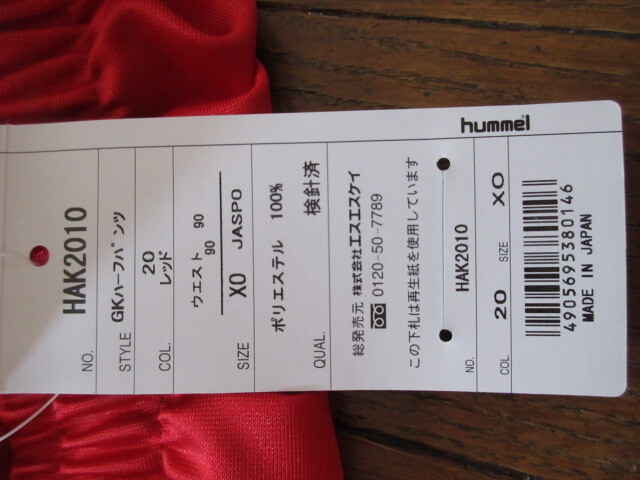 hummel
NO.
HAK2010
STYLE
GKハーフパンツ
COL.
20
レッド
ウエスト 90
90
SIZE
XO JASPO
ポリエステル 100%
QUAL.
検針済
総発売元 株式会社エスエスケイ
0120-50-7789
この下札は再生紙を使用しています
NO.
HAK2010
COL
20
SIZE
XO
4905695380146
MADE IN JAPAN